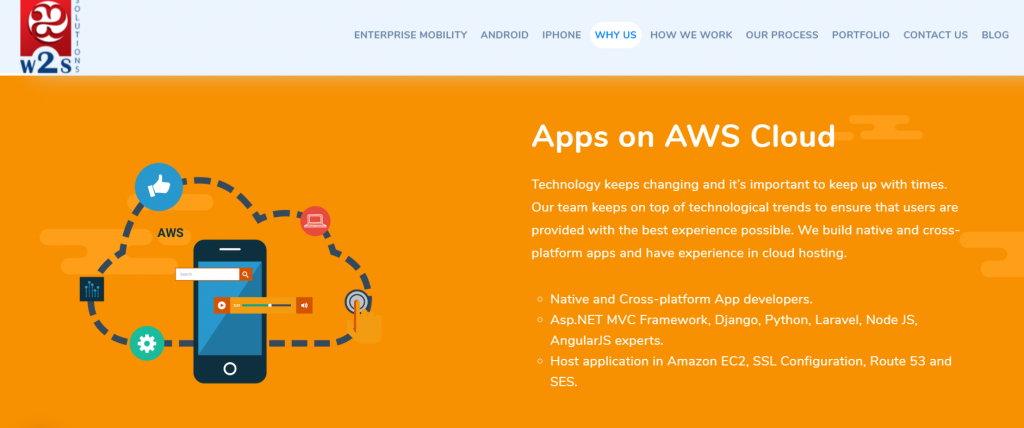 SOLUTIONS
W2S
ENTERPRISE MOBILITY ANDROID IPHONE WHY US HOW WE WORK OUR PROCESS PORTFOLIO CONTACT US BLOG
Apps on AWS Cloud
Technology keeps changing and it's important to keep up with times.
Our team keeps on top of technological trends to ensure that users are
provided with the best experience possible. We build native and cross-
platform apps and have experience in cloud hosting.
Native and Cross-platform App developers.
Asp.NET MVC Framework, Django, Python, Laravel, Node JS,
AngularJS experts.
Host application in Amazon EC2, SSL Configuration, Route 53 and
SES.
AWS